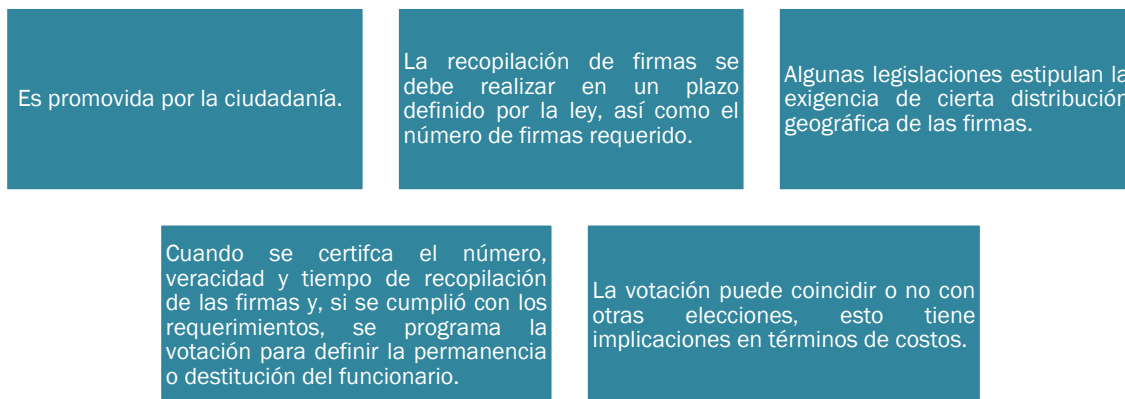 Es promovida por la ciudadanía.
La recopilación de firmas se
debe realizar en un plazo
definido por la ley, así como el
número de firmas requerido.
Algunas legislaciones estipulan la
exigencia de cierta distribución
geográfica de las firmas.
Cuando se certifca el número,
veracidad y tiempo de recopilación
de las firmas y, si se cumplió con los
requerimientos, se programa la
votación para definir la permanencia
o destitución del funcionario.
La votación puede coincidir o no con
otras elecciones, esto tiene
implicaciones en términos de costos.